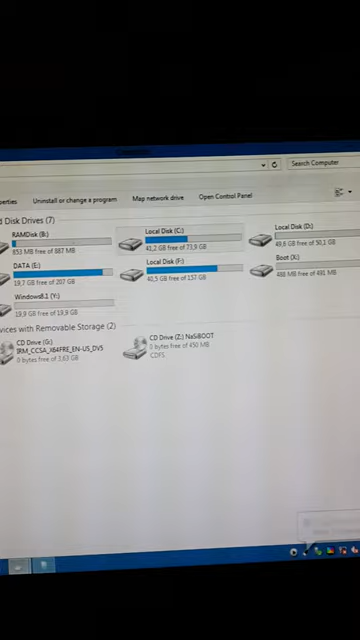 Search Computer
perties
Uninstall or change a program
Map network drive
Open Control Panel
d Disk Drives (7)
RAMDisk (B:)
853 MB free of 887 MB
Local Disk (C:)
41,2 GB free of 73,9 GB
Local Disk (D:)
49,6 GB free of 50,1 GB
DATA (E:)
19,7 GB free of 207 GB
Local Disk (F:)
40,5 GB free of 157 GB
Boot (X:)
488 MB free of 491 MB
Windows8.1 (Y:)
19,9 GB free of 19,9 GB
vices with Removable Storage (2)
CD Drive (G:)
IRM_CCSA_X64FRE_EN-US_DV5
0 bytes free of 3,63 GB
CD Drive (Z:) NxSiBOOT
0 bytes free of 450 MB
CDFS